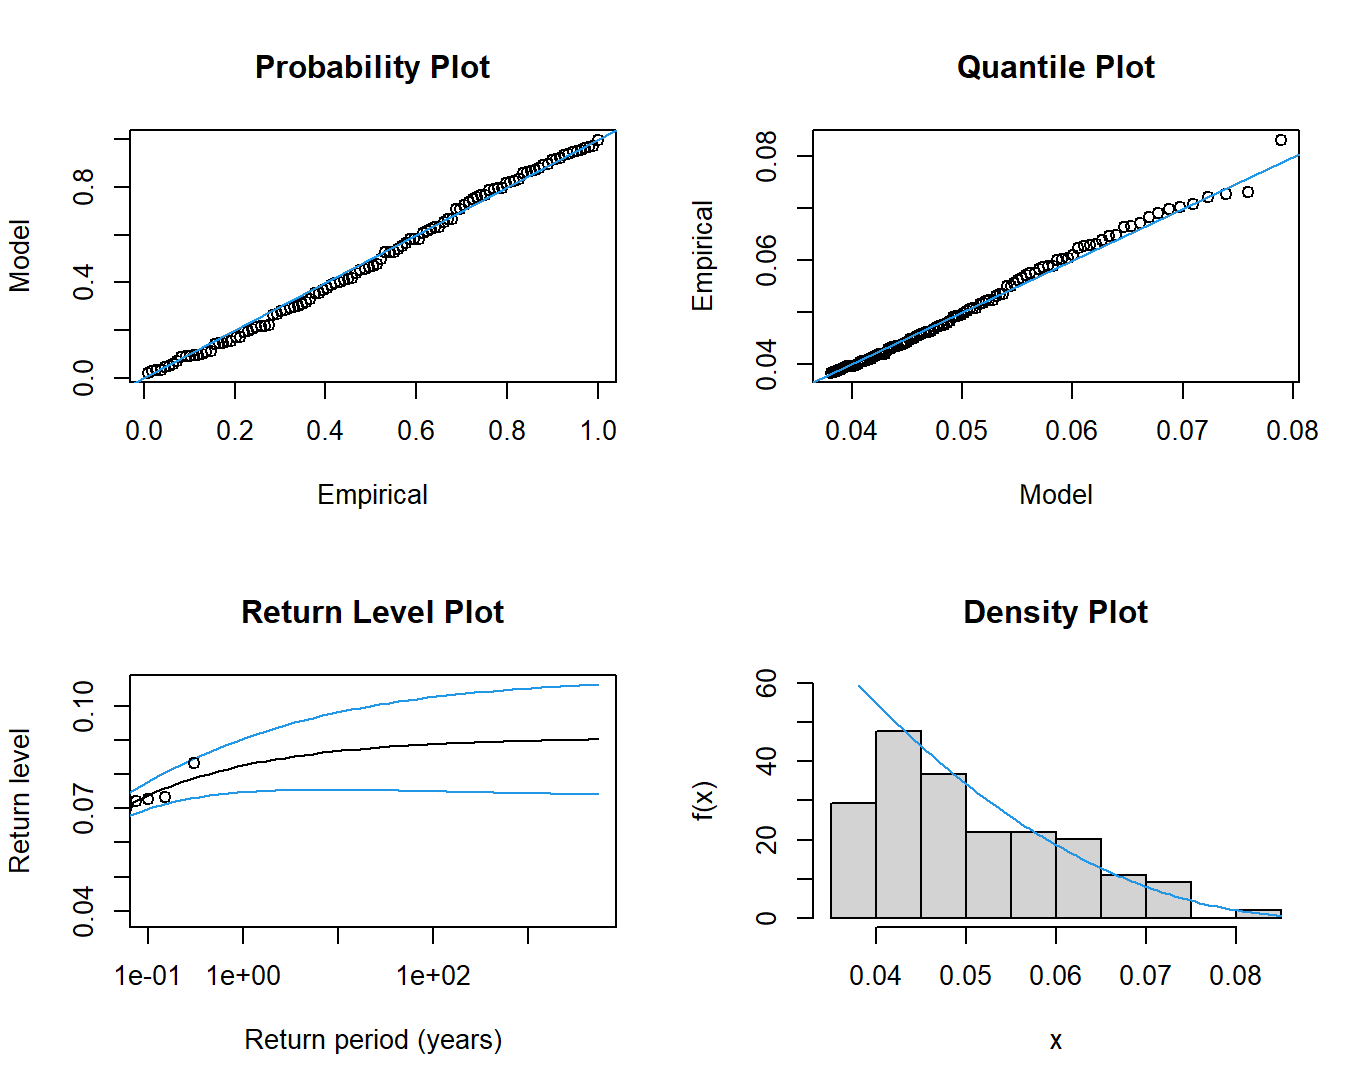 Probability Plot
Model
0.0 0.4 0.8
0.0 0.2 0.4 0.6 0.8 1.0
Empirical
Quantile Plot
Empirical
0.04 0.06 0.08
0.04 0.05 0.06 0.07 0.08
Model
Return Level Plot
Return level
0.04 0.07 0.10
1e-01 1e+00 1e+02
Return period (years)
Density Plot
f(x)
0 20 40 60
0.04 0.05 0.06 0.07 0.08
x